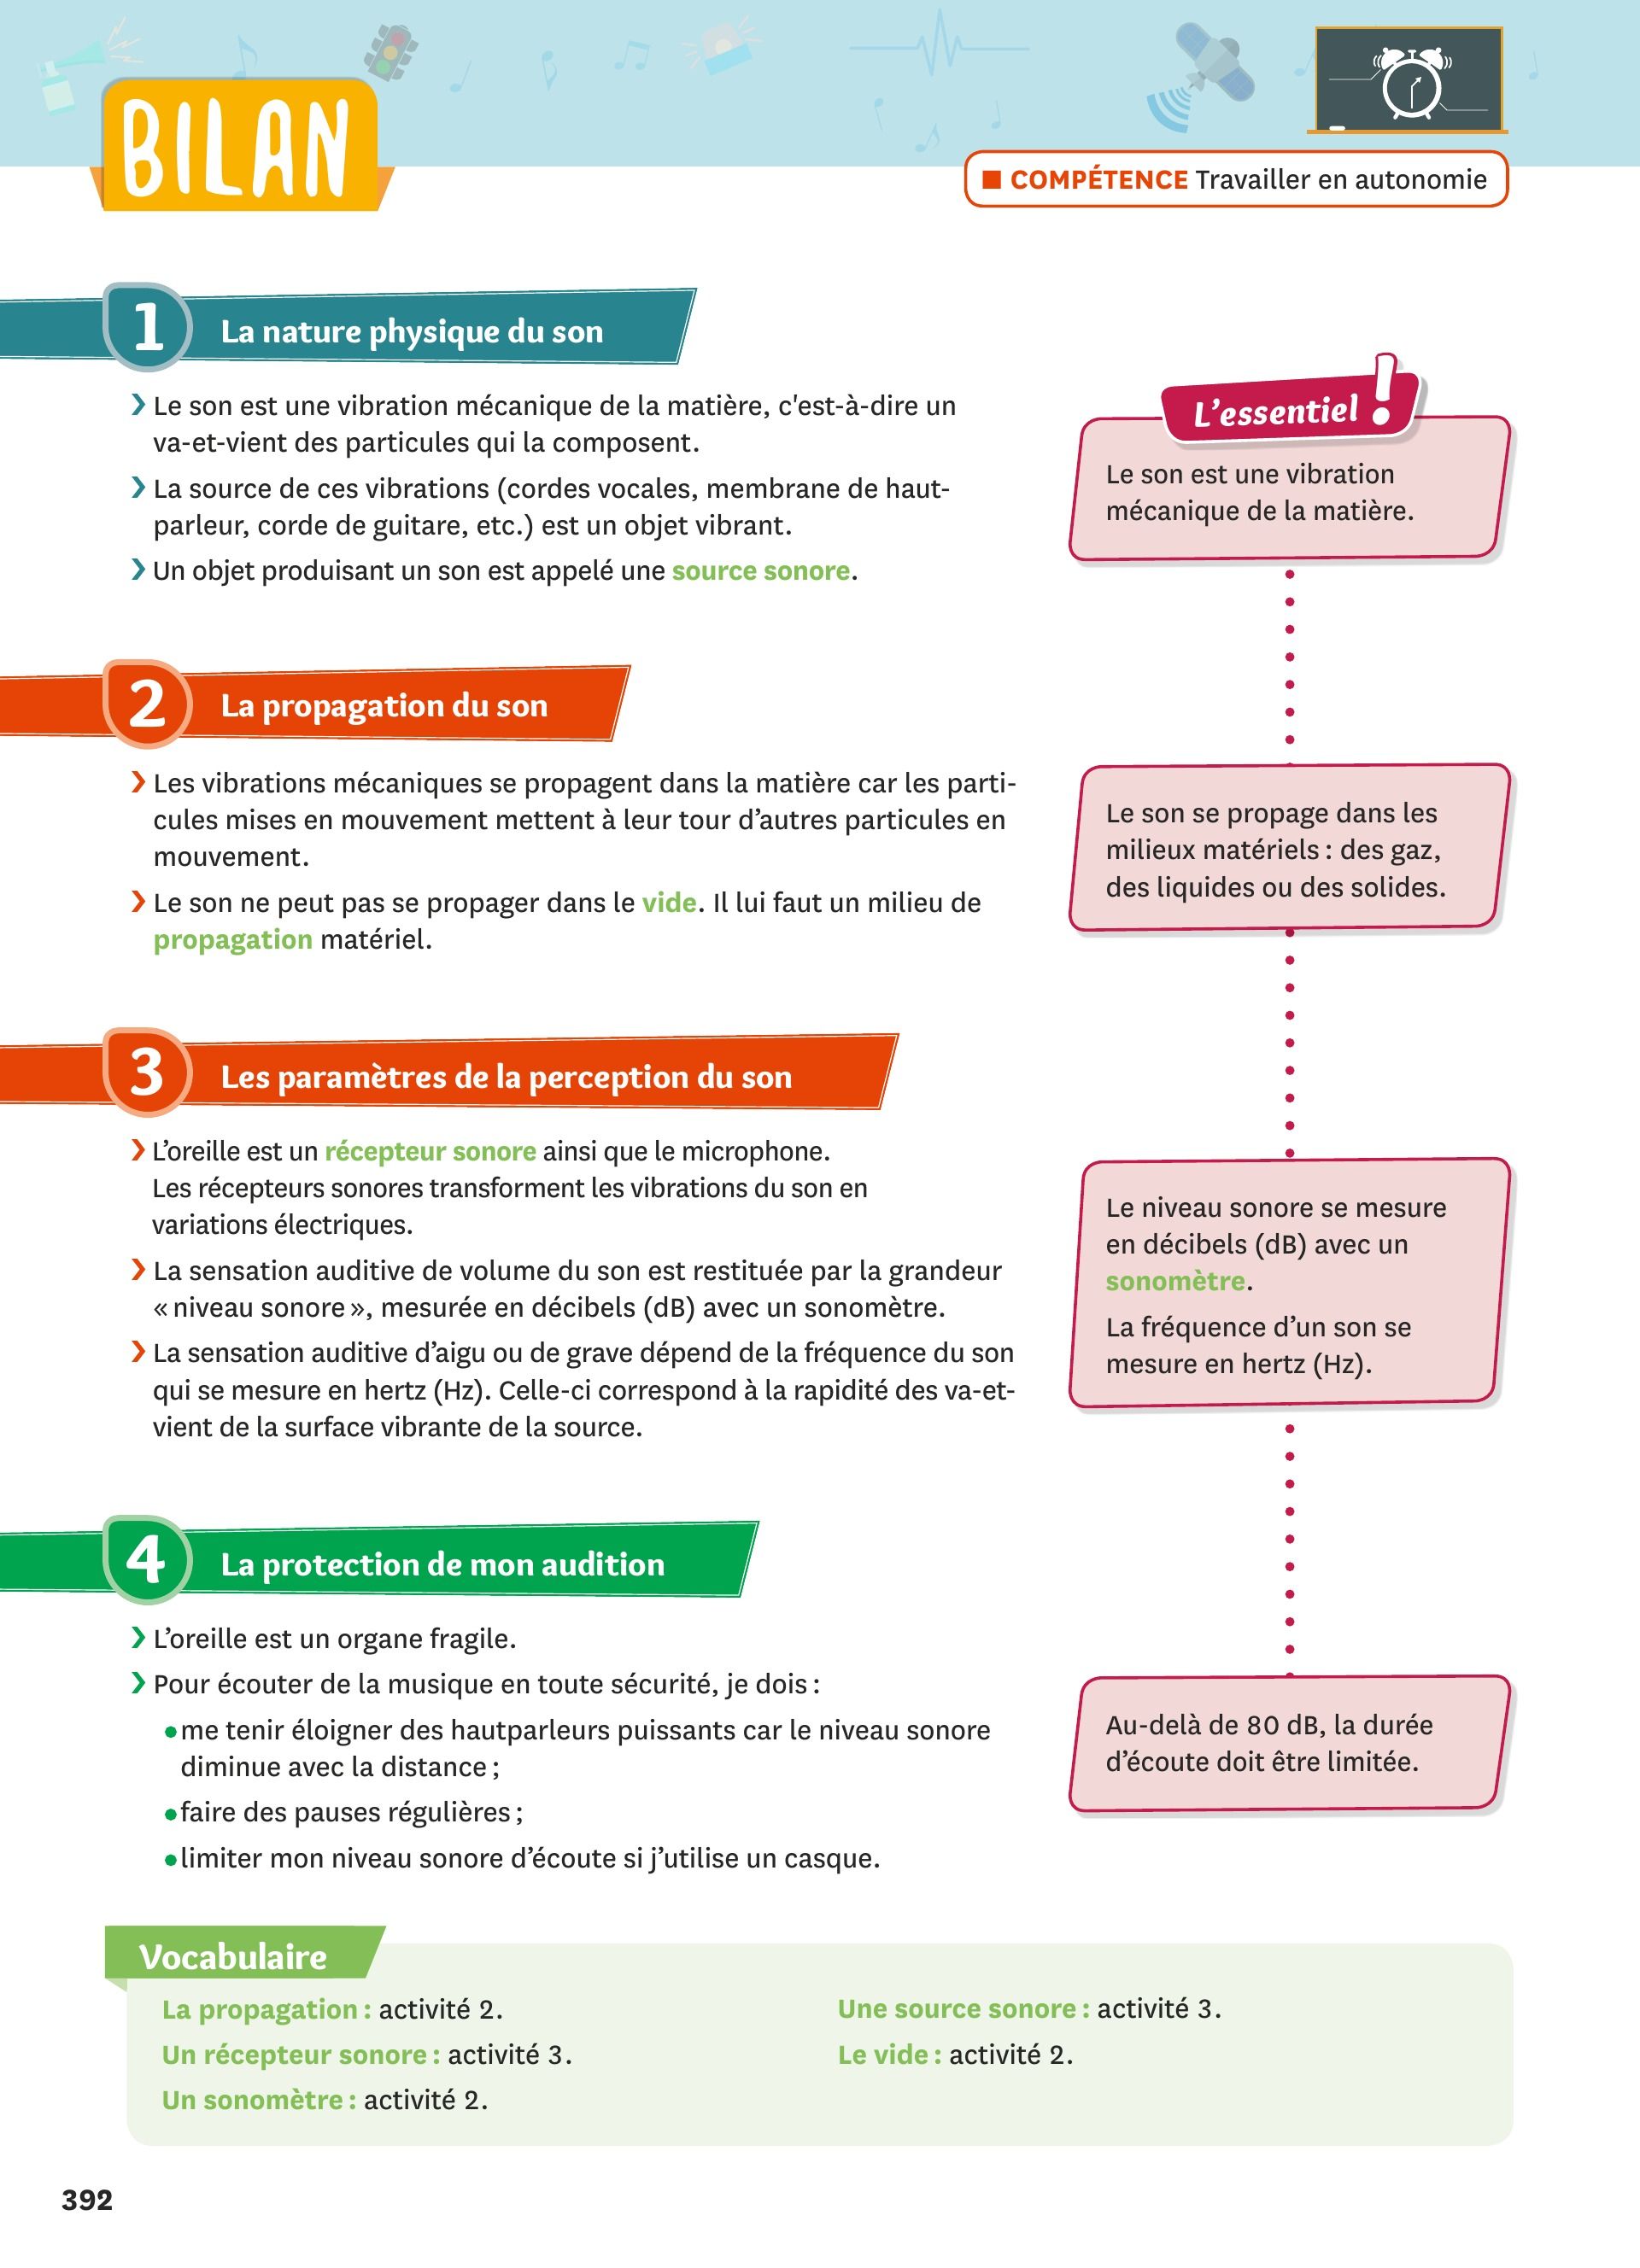 BILAN
■ COMPÉTENCE Travailler en autonomie
1 La nature physique du son
› Le son est une vibration mécanique de la matière, c'est-à-dire un
va-et-vient des particules qui la composent.
› La source de ces vibrations (cordes vocales, membrane de haut-
parleur, corde de guitare, etc.) est un objet vibrant.
› Un objet produisant un son est appelé une source sonore.
L’essentiel !
Le son est une vibration
mécanique de la matière.
2 La propagation du son
› Les vibrations mécaniques se propagent dans la matière car les parti-
cules mises en mouvement mettent à leur tour d’autres particules en
mouvement.
› Le son ne peut pas se propager dans le vide. Il lui faut un milieu de
propagation matériel.
Le son se propage dans les
milieux matériels : des gaz,
des liquides ou des solides.
3 Les paramètres de la perception du son
› L’oreille est un récepteur sonore ainsi que le microphone.
Les récepteurs sonores transforment les vibrations du son en
variations électriques.
› La sensation auditive de volume du son est restituée par la grandeur
« niveau sonore », mesurée en décibels (dB) avec un sonomètre.
› La sensation auditive d’aigu ou de grave dépend de la fréquence du son
qui se mesure en hertz (Hz). Celle-ci correspond à la rapidité des va-et-
vient de la surface vibrante de la source.
Le niveau sonore se mesure
en décibels (dB) avec un
sonomètre.
La fréquence d’un son se
mesure en hertz (Hz).
4 La protection de mon audition
› L’oreille est un organe fragile.
› Pour écouter de la musique en toute sécurité, je dois :
● me tenir éloigner des hautparleurs puissants car le niveau sonore
diminue avec la distance ;
● faire des pauses régulières ;
● limiter mon niveau sonore d’écoute si j’utilise un casque.
Au-delà de 80 dB, la durée
d’écoute doit être limitée.
Vocabulaire
La propagation : activité 2.
Un récepteur sonore : activité 3.
Un sonomètre : activité 2.
Une source sonore : activité 3.
Le vide : activité 2.
392